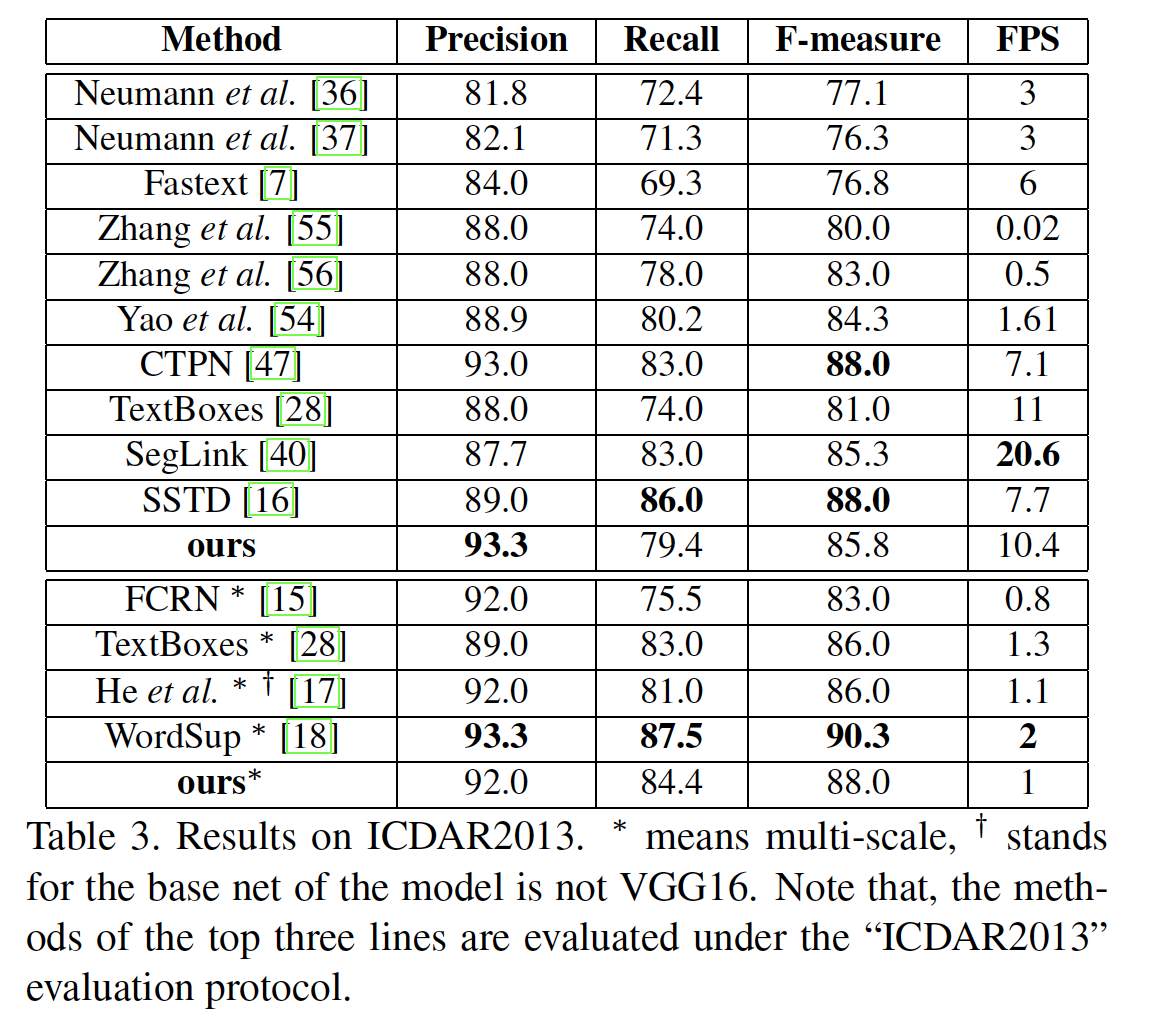 Method Precision Recall F-measure FPS
Neumann et al. [36] 81.8 72.4 77.1 3
Neumann et al. [37] 82.1 71.3 76.3 3
Fastext [7] 84.0 69.3 76.8 6
Zhang et al. [55] 88.0 74.0 80.0 0.02
Zhang et al. [56] 88.0 78.0 83.0 0.5
Yao et al. [54] 88.9 80.2 84.3 1.61
CTPN [47] 93.0 83.0 88.0 7.1
TextBoxes [28] 88.0 74.0 81.0 11
SegLink [40] 87.7 83.0 85.3 20.6
SSTD [16] 89.0 86.0 88.0 7.7
ours 93.3 79.4 85.8 10.4
FCRN * [15] 92.0 75.5 83.0 0.8
TextBoxes * [28] 89.0 83.0 86.0 1.3
He et al. * † [17] 92.0 81.0 86.0 1.1
WordSup * [18] 93.3 87.5 90.3 2
ours* 92.0 84.4 88.0 1
Table 3. Results on ICDAR2013. * means multi-scale, † stands
for the base net of the model is not VGG16. Note that, the meth-
ods of the top three lines are evaluated under the “ICDAR2013”
evaluation protocol.